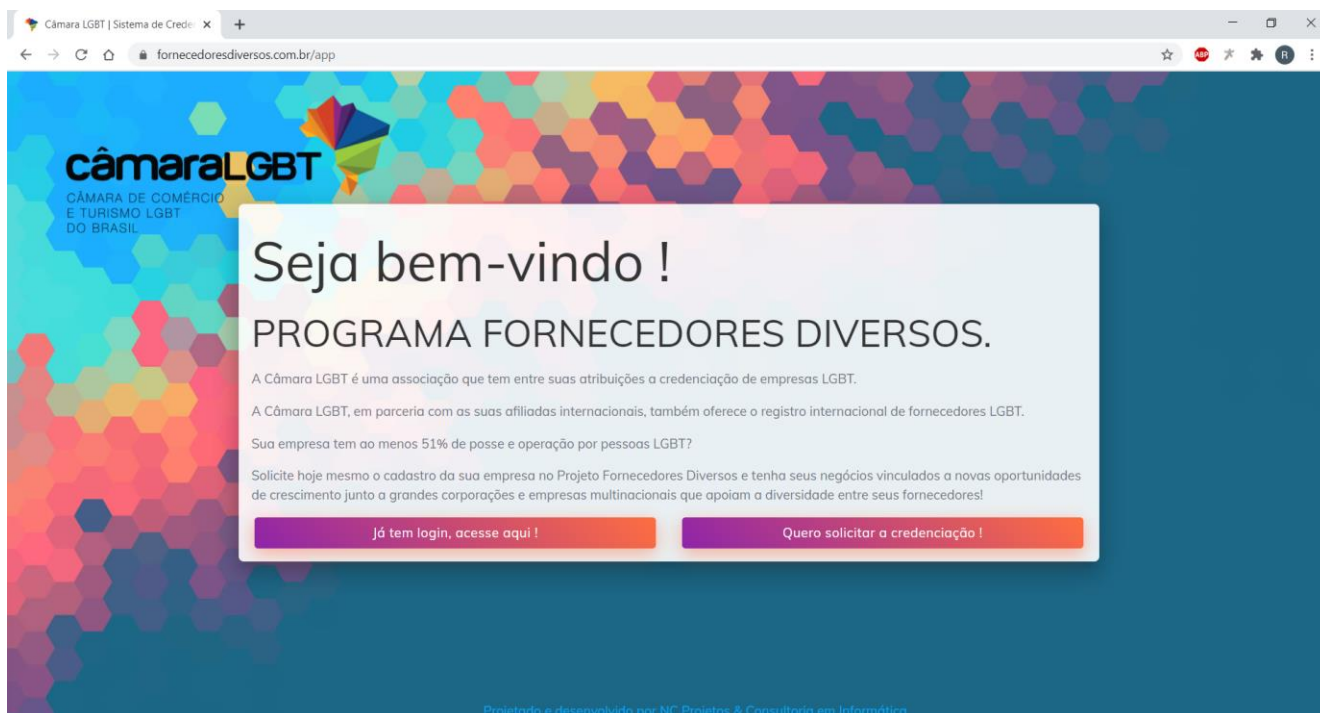 Câmara LGBT | Sistema de Creder
fornecedoresdiversos.com.br/app
ABP
R
câmaraLGBT
CÂMARA DE COMÉRCIO
E TURISMO LGBT
DO BRASIL
Seja bem-vindo !
PROGRAMA FORNECEDORES DIVERSOS.
A Câmara LGBT é uma associação que tem entre suas atribuições a credenciação de empresas LGBT.
A Câmara LGBT, em parceria com as suas afiliadas internacionais, também oferece o registro internacional de fornecedores LGBT.
Sua empresa tem ao menos 51% de posse e operação por pessoas LGBT?
Solicite hoje mesmo o cadastro da sua empresa no Projeto Fornecedores Diversos e tenha seus negócios vinculados a novas oportunidades
de crescimento junto a grandes corporações e empresas multinacionais que apoiam a diversidade entre seus fornecedores!
Já tem login, acesse aqui !
Quero solicitar a credenciação !
Projetado e desenvolvido por NC Projetos & Consultoria em Informática